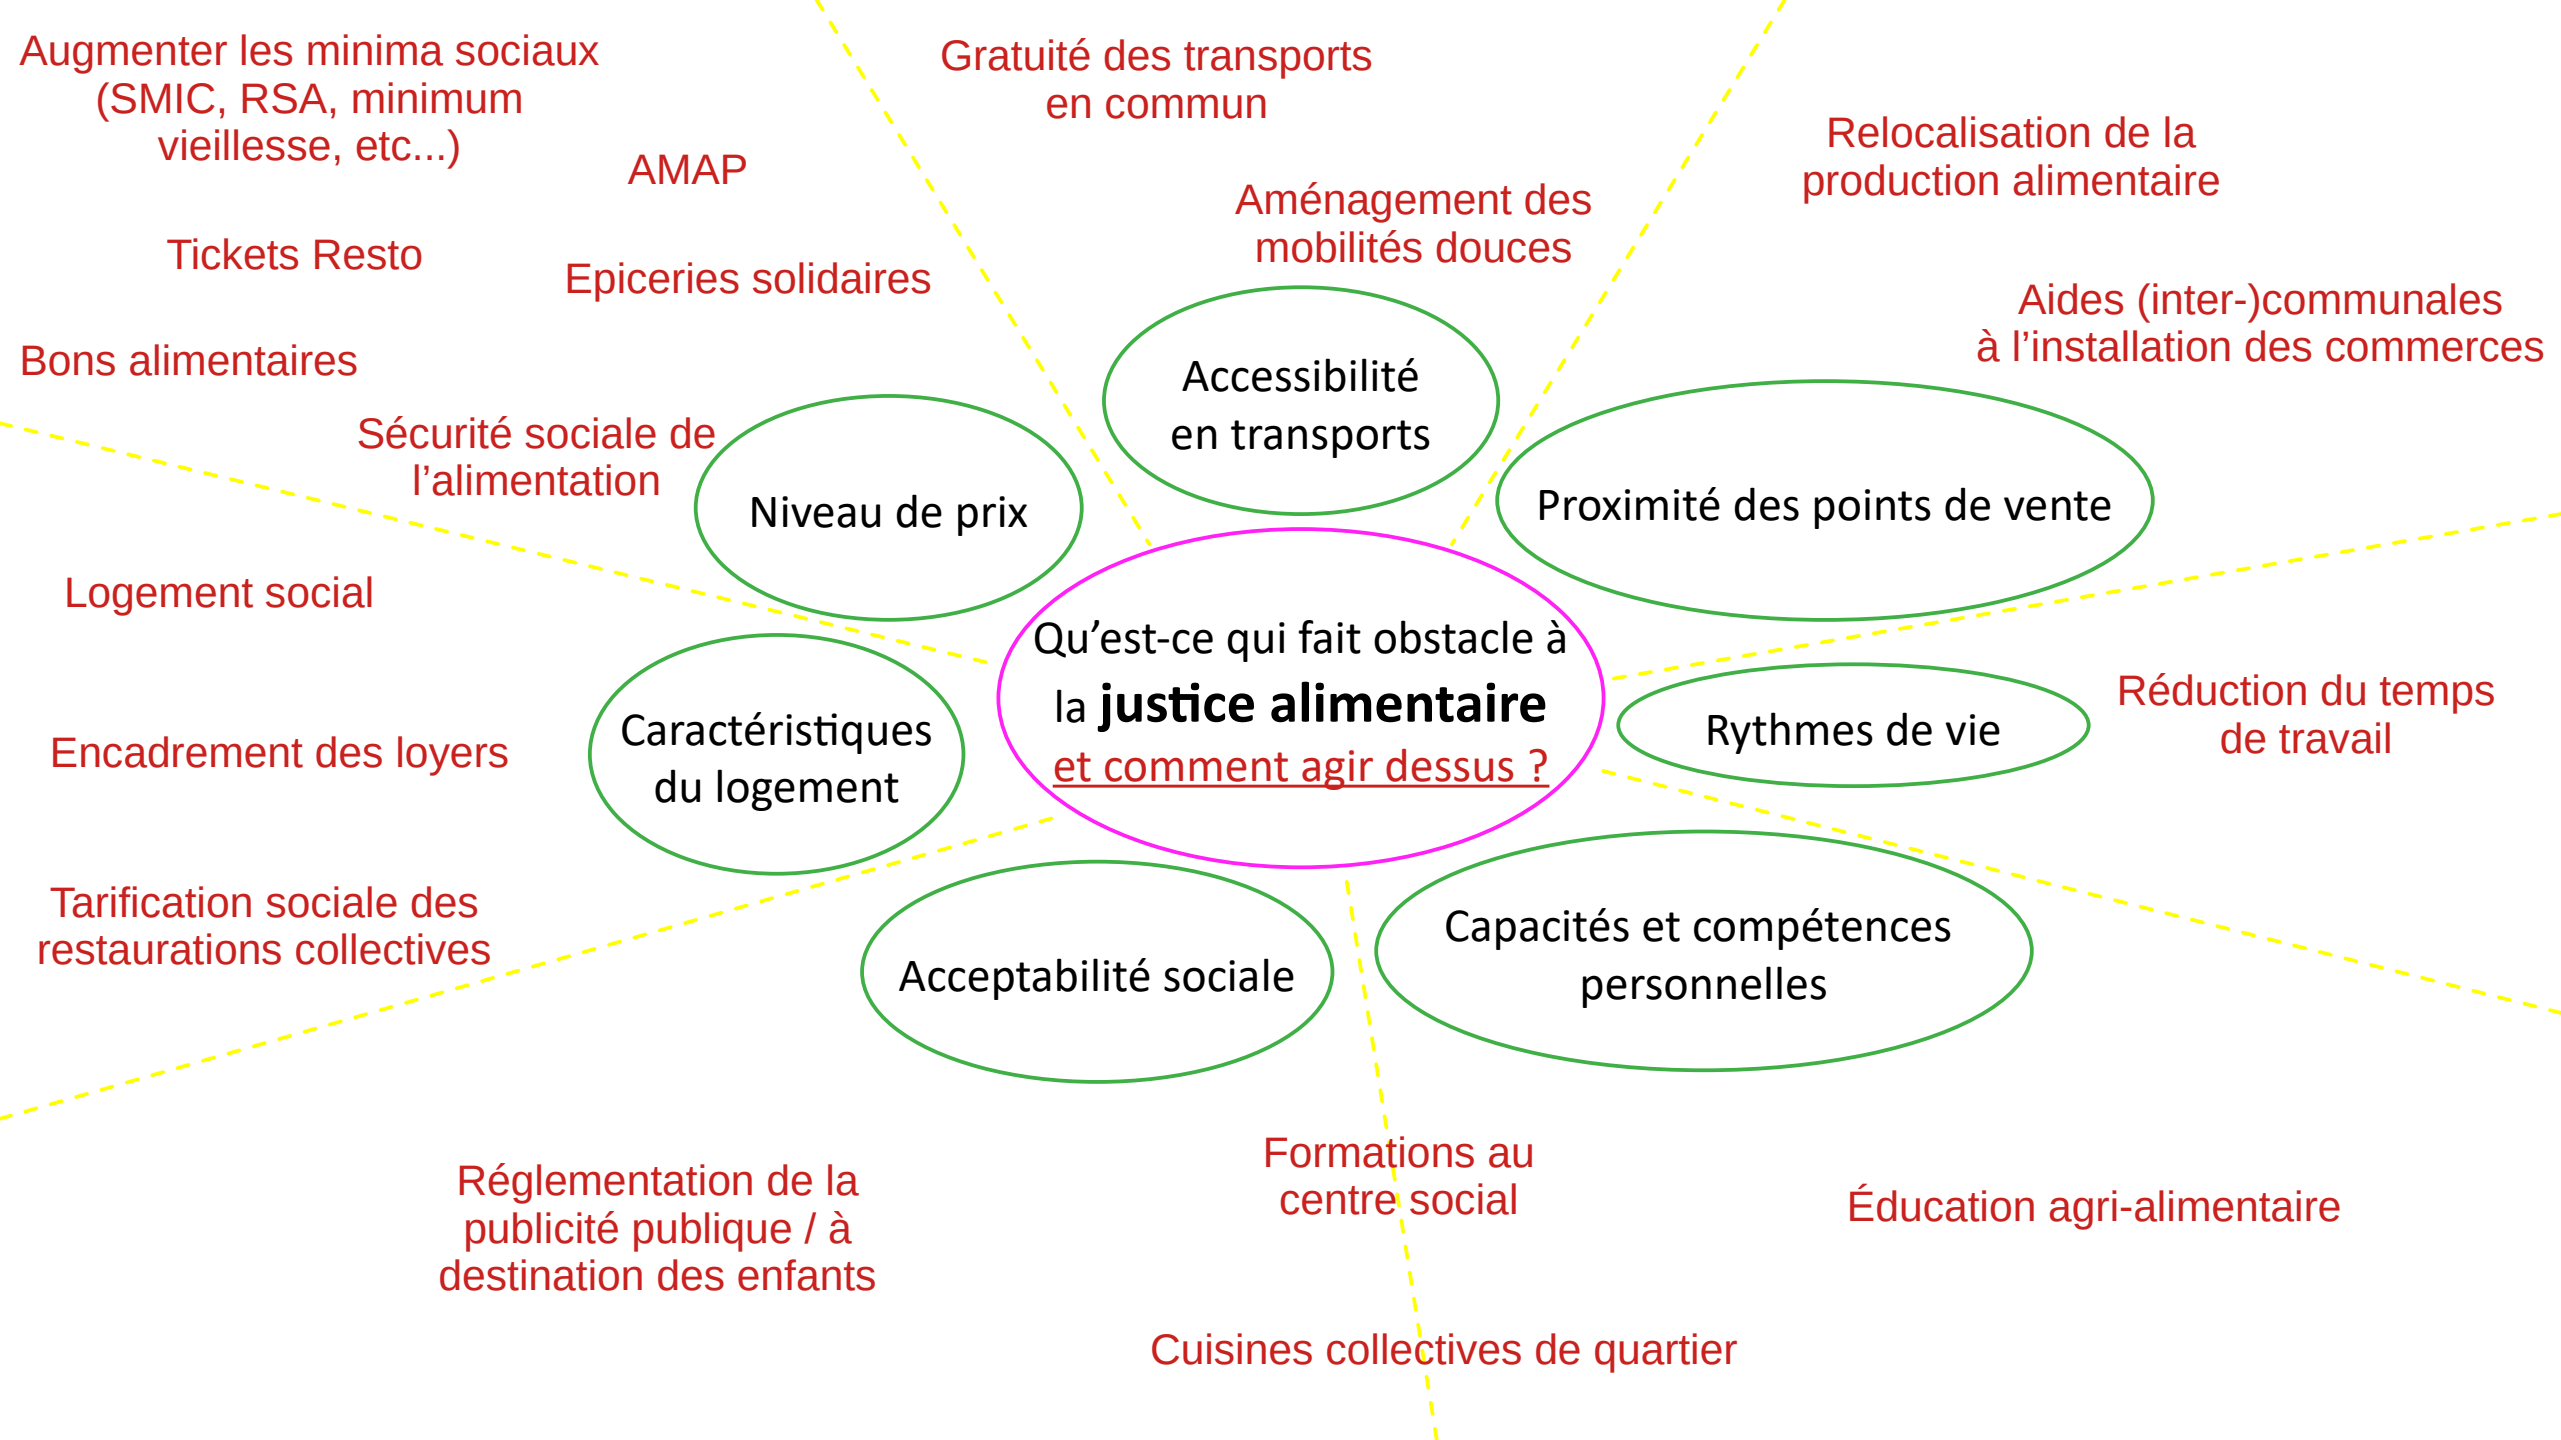 Augmenter les minima sociaux
(SMIC, RSA, minimum
vieillesse, etc...)
AMAP
Tickets Resto
Epiceries solidaires
Bons alimentaires
Sécurité sociale de
l’alimentation
Niveau de prix
Gratuité des transports
en commun
Aménagement des
mobilités douces
Accessibilité
en transports
Relocalisation de la
production alimentaire
Aides (inter-)communales
à l’installation des commerces
Proximité des points de vente
Qu’est-ce qui fait obstacle à
la justice alimentaire
et comment agir dessus ?
Rythmes de vie
Réduction du temps
de travail
Logement social
Encadrement des loyers
Caractéristiques
du logement
Tarification sociale des
restaurations collectives
Acceptabilité sociale
Capacités et compétences
personnelles
Réglementation de la
publicité publique / à
destination des enfants
Formations au
centre social
Éducation agri-alimentaire
Cuisines collectives de quartier